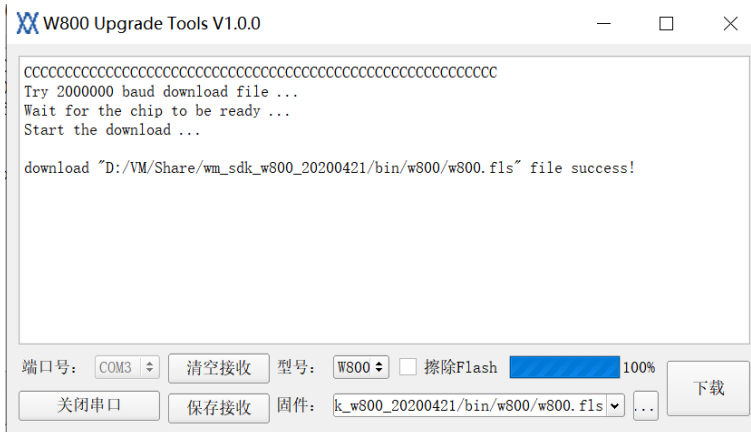 W800 Upgrade Tools V1.0.0
CCCCCCCCCCCCCCCCCCCCCCCCCCCCCCCCCCCCCCCCCCCCCCCCCCCCCCCCCC
Try 2000000 baud download file ...
Wait for the chip to be ready ...
Start the download ...
download "D:/VM/Share/wm_sdk_w800_20200421/bin/w800/w800.fls" file success!
端口号: COM3 清空接收 型号: W800 擦除Flash 100%
下载
关闭串口 保存接收 固件: k_w800_20200421/bin/w800/w800.fls ...